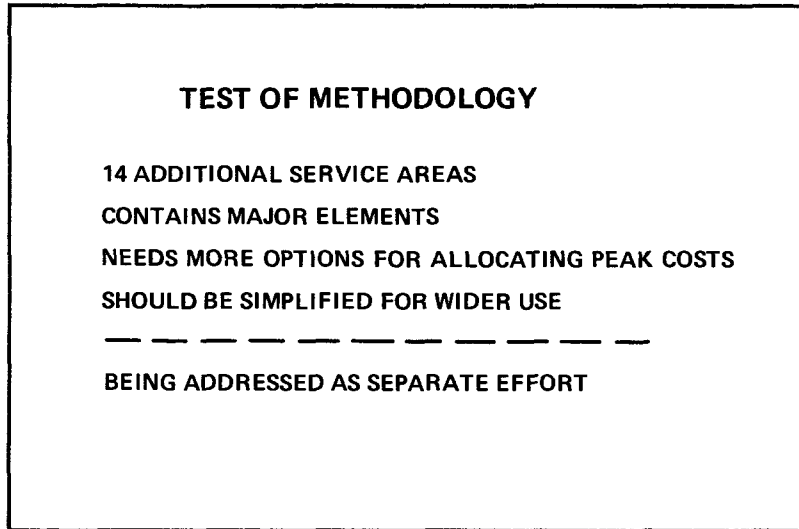 TEST OF METHODOLOGY
14 ADDITIONAL SERVICE AREAS
CONTAINS MAJOR ELEMENTS
NEEDS MORE OPTIONS FOR ALLOCATING PEAK COSTS
SHOULD BE SIMPLIFIED FOR WIDER USE
BEING ADDRESSED AS SEPARATE EFFORT